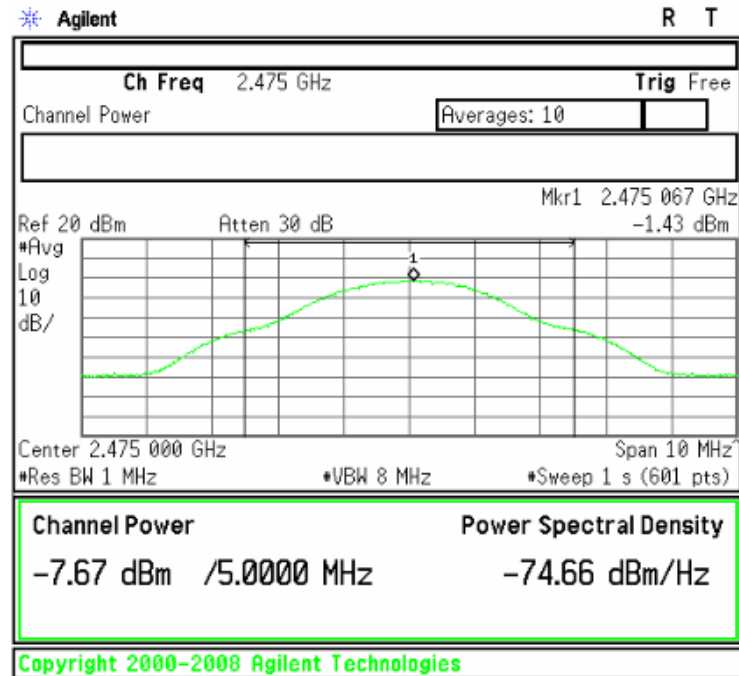 Agilent R T
Ch Freq 2.475 GHz Trig Free
Channel Power Averages: 10
Mkr1 2.475 067 GHz
Ref 20 dBm Atten 30 dB -1.43 dBm
#Avg
Log
10
dB/
1
Center 2.475 000 GHz Span 10 MHz^
#Res BW 1 MHz #VBW 8 MHz #Sweep 1 s (601 pts)
Channel Power Power Spectral Density
-7.67 dBm /5.0000 MHz -74.66 dBm/Hz
Copyright 2000-2008 Agilent Technologies